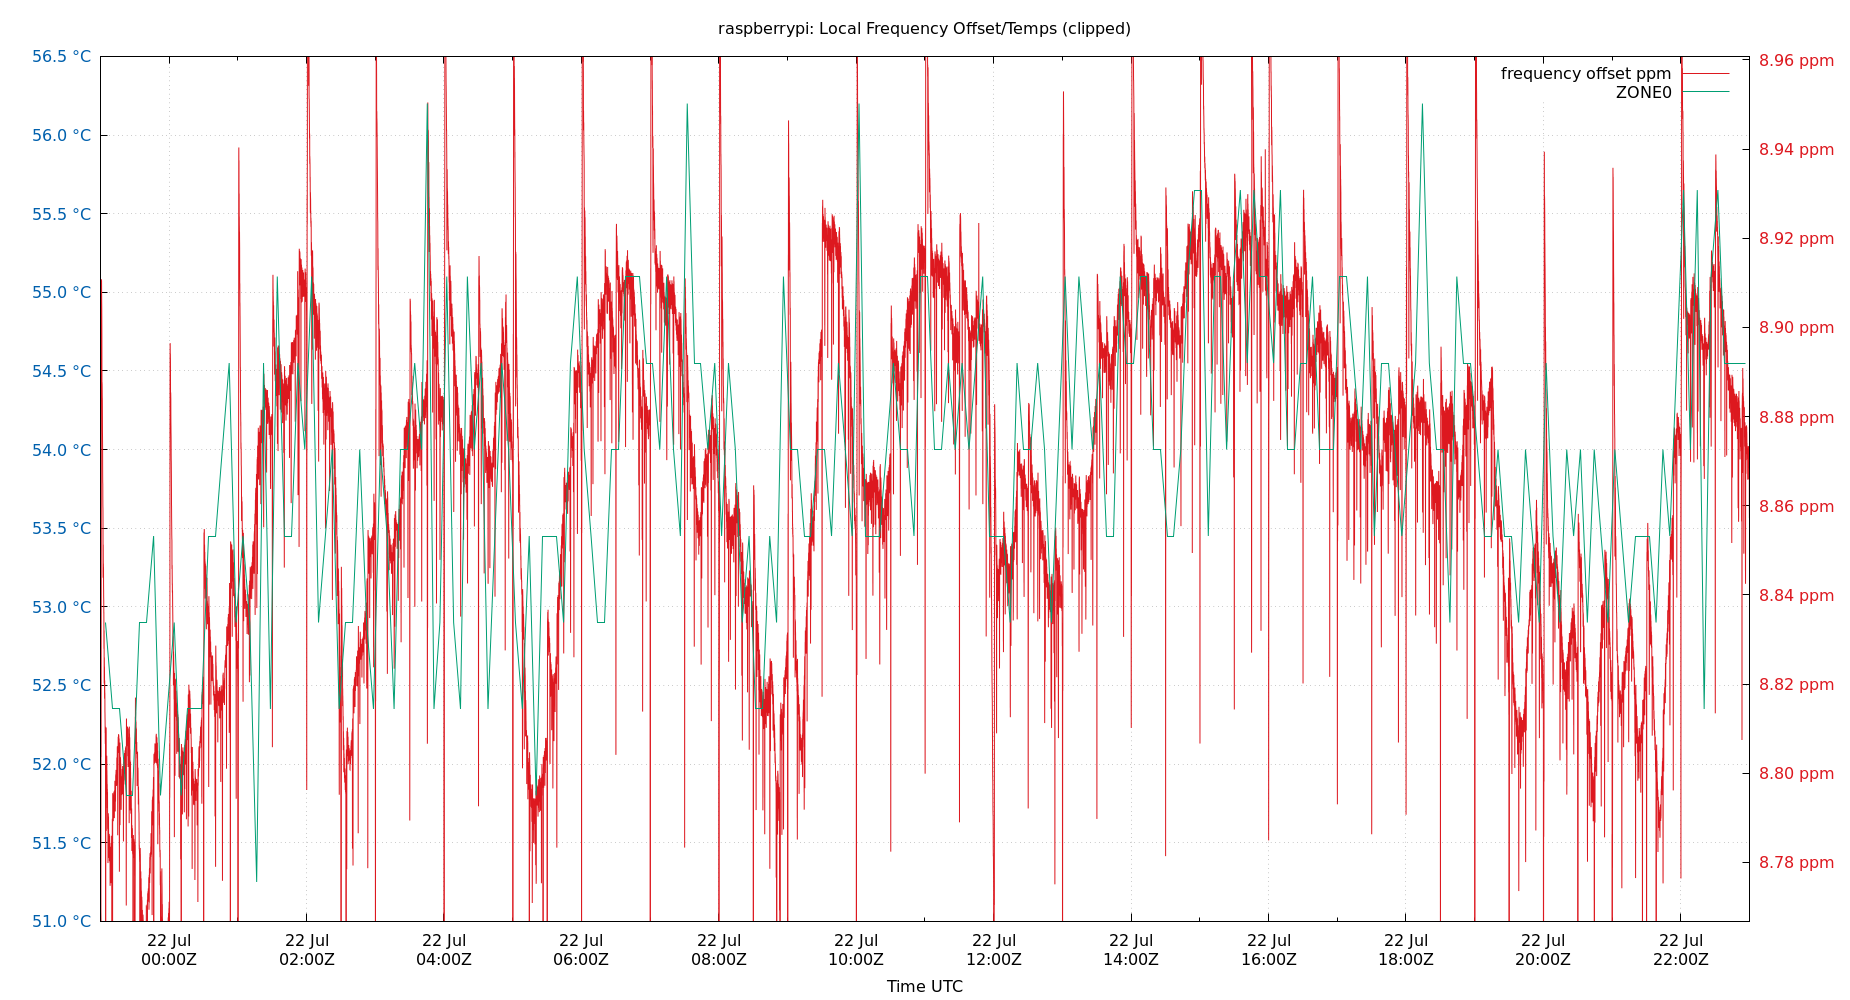 raspberrypi: Local Frequency Offset/Temps (clipped)
56.5 °C
56.0 °C
55.5 °C
55.0 °C
54.5 °C
54.0 °C
53.5 °C
53.0 °C
52.5 °C
52.0 °C
51.5 °C
51.0 °C
8.96 ppm
8.94 ppm
8.92 ppm
8.90 ppm
8.88 ppm
8.86 ppm
8.84 ppm
8.82 ppm
8.80 ppm
8.78 ppm
frequency offset ppm
ZONE0
22 Jul
00:00Z
22 Jul
02:00Z
22 Jul
04:00Z
22 Jul
06:00Z
22 Jul
08:00Z
22 Jul
10:00Z
22 Jul
12:00Z
22 Jul
14:00Z
22 Jul
16:00Z
22 Jul
18:00Z
22 Jul
20:00Z
22 Jul
22:00Z
Time UTC